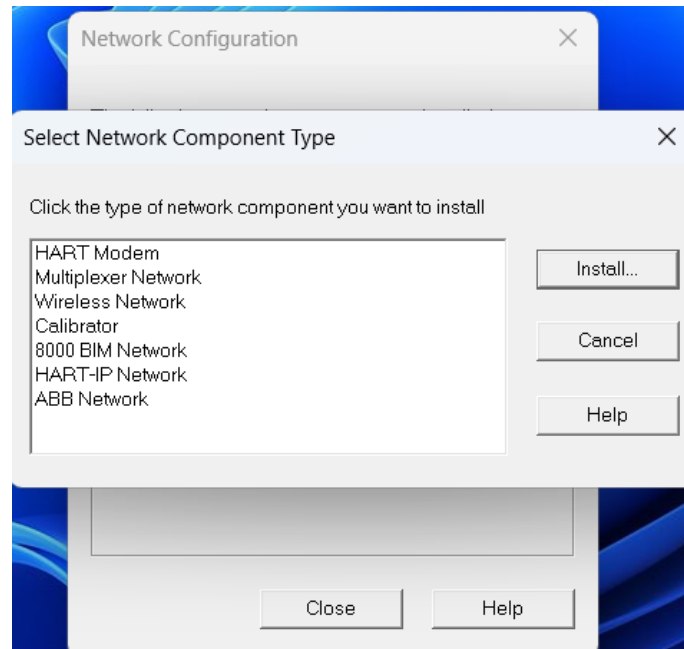 Network Configuration
Select Network Component Type
Click the type of network component you want to install
HART Modem
Multiplexer Network
Wireless Network
Calibrator
8000 BIM Network
HART-IP Network
ABB Network
Install...
Cancel
Help
Close
Help